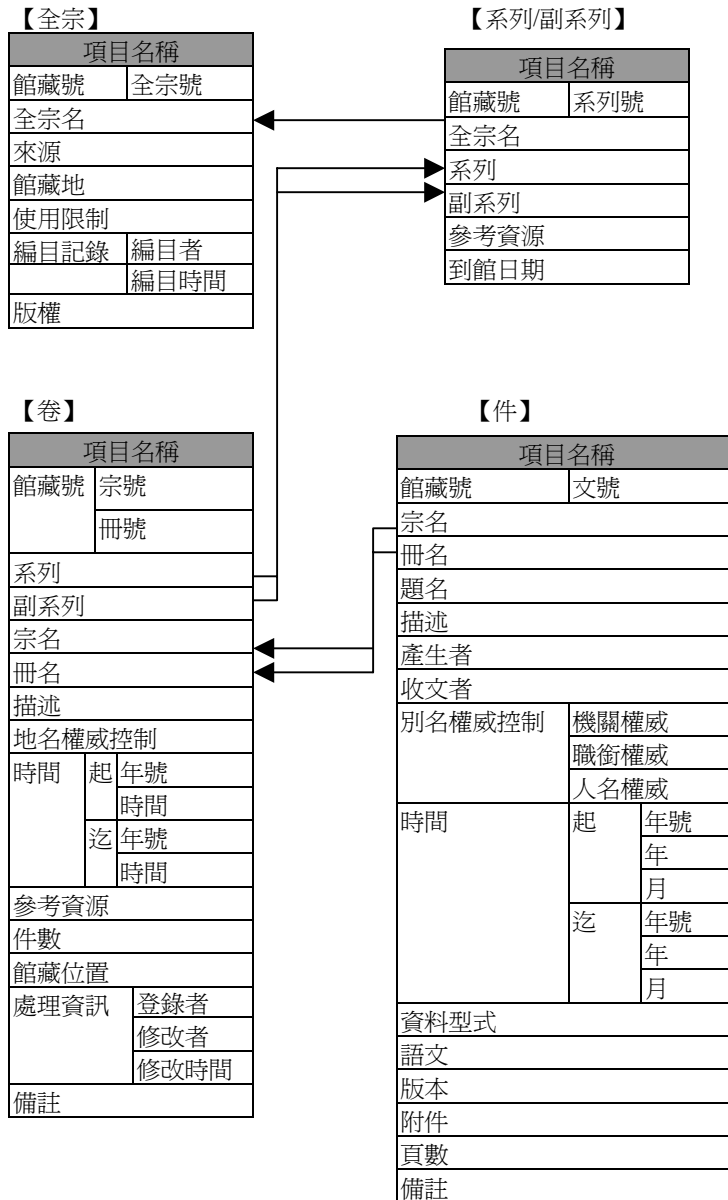 【全宗】
項目名稱
館藏號 全宗號
全宗名
來源
館藏地
使用限制
編目記錄 編目者
編目時間
版權
【系列/副系列】
項目名稱
館藏號 系列號
全宗名
系列
副系列
參考資源
到館日期
【卷】
項目名稱
館藏號 宗號
冊號
系列
副系列
宗名
冊名
描述
地名權威控制
時間 起 年號
時間
迄 年號
時間
參考資源
件數
館藏位置
處理資訊 登錄者
修改者
修改時間
備註
【件】
項目名稱
館藏號 文號
宗名
冊名
題名
描述
產生者
收文者
別名權威控制 機關權威
職銜權威
人名權威
時間 起 年號
年
月
迄 年號
年
月
資料型式
語文
版本
附件
頁數
備註